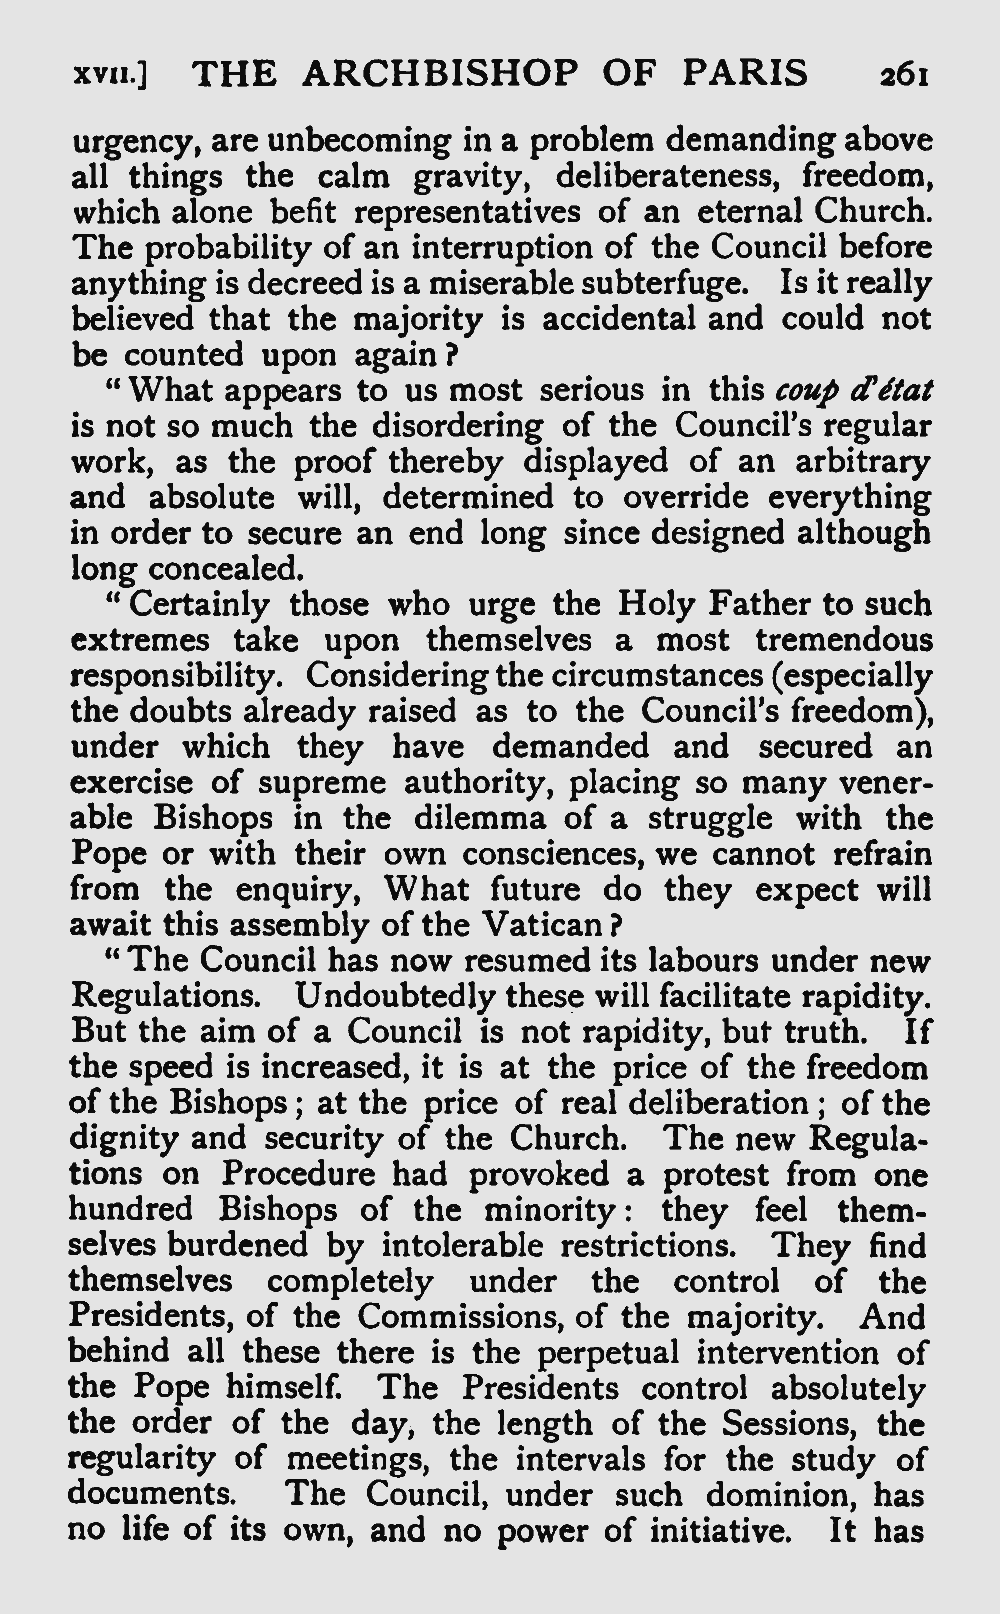 XVII.] THE ARCHBISHOP OF PARIS 261
urgency, are unbecoming in a problem demanding above
all things the calm gravity, deliberateness, freedom,
which alone befit representatives of an eternal Church.
The probability of an interruption of the Council before
anything is decreed is a miserable subterfuge. Is it really
believed that the majority is accidental and could not
be counted upon again ?
“ What appears to us most serious in this coup d'état
is not so much the disordering of the Council's regular
work, as the proof thereby displayed of an arbitrary
and absolute will, determined to override everything
in order to secure an end long since designed although
long concealed.
“ Certainly those who urge the Holy Father to such
extremes take upon themselves a most tremendous
responsibility. Considering the circumstances (especially
the doubts already raised as to the Council's freedom),
under which they have demanded and secured an
exercise of supreme authority, placing so many vener-
able Bishops in the dilemma of a struggle with the
Pope or with their own consciences, we cannot refrain
from the enquiry, What future do they expect will
await this assembly of the Vatican ?
“ The Council has now resumed its labours under new
Regulations. Undoubtedly these will facilitate rapidity.
But the aim of a Council is not rapidity, but truth. If
the speed is increased, it is at the price of the freedom
of the Bishops ; at the price of real deliberation ; of the
dignity and security of the Church. The new Regula-
tions on Procedure had provoked a protest from one
hundred Bishops of the minority : they feel them-
selves burdened by intolerable restrictions. They find
themselves completely under the control of the
Presidents, of the Commissions, of the majority. And
behind all these there is the perpetual intervention of
the Pope himself. The Presidents control absolutely
the order of the day, the length of the Sessions, the
regularity of meetings, the intervals for the study of
documents. The Council, under such dominion, has
no life of its own, and no power of initiative. It has